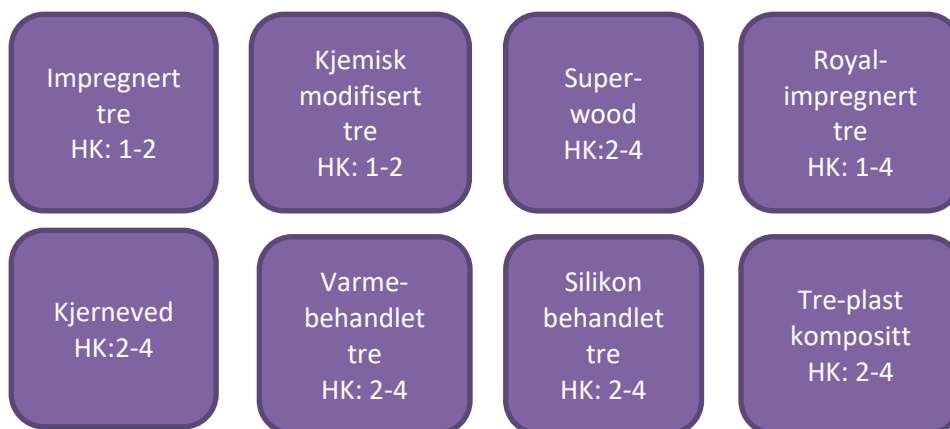 Impregnert
tre
HK: 1-2
Kjemisk
modifisert
tre
HK: 1-2
Super-
wood
HK:2-4
Royal-
impregnert
tre
HK: 1-4
Kjerneved
HK:2-4
Varme-
behandlet
tre
HK: 2-4
Silikon
behandlet
tre
HK: 2-4
Tre-plast
kompositt
HK: 2-4